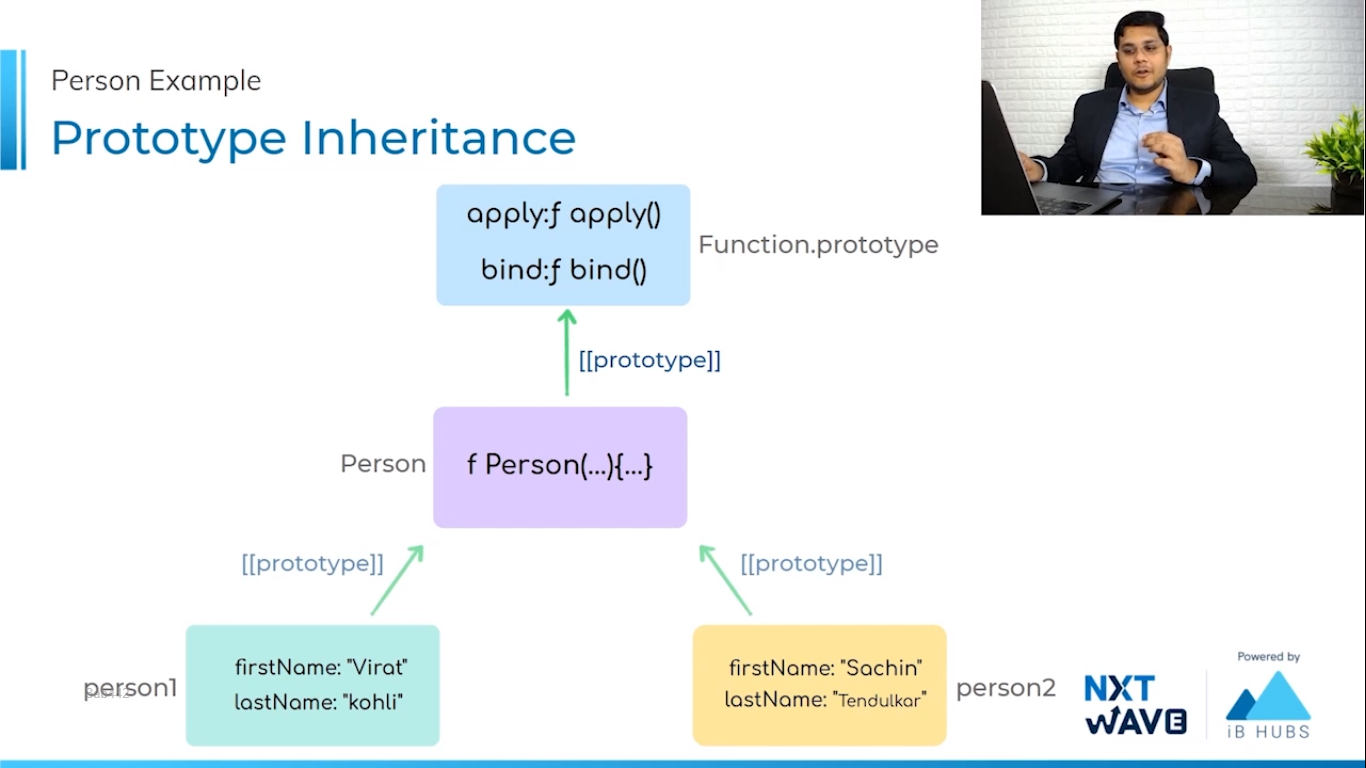 Person Example
Prototype Inheritance
apply:ƒ apply()
bind:ƒ bind()
Function.prototype
[[prototype]]
Person
f Person(...){...}
[[prototype]]
[[prototype]]
firstName: "Virat"
lastName: "kohli"
person1
firstName: "Sachin"
lastName: "Tendulkar"
person2
NXT
WAVE
Powered by
iB HUBS